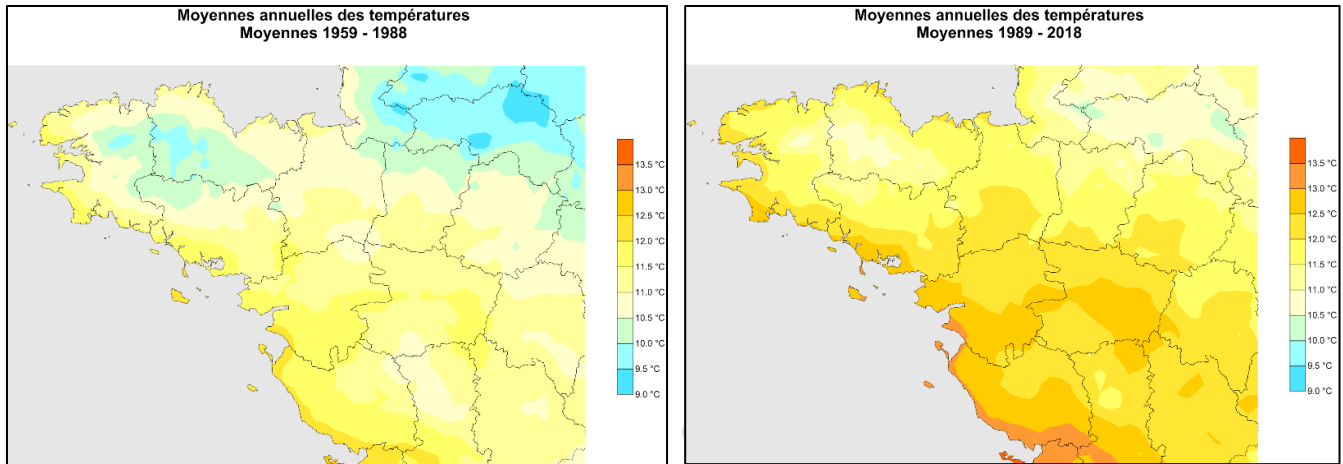 Moyennes annuelles des températures
Moyennes 1959 - 1988
13.5 °C
13.0 °C
12.5 °C
12.0 °C
11.5 °C
11.0 °C
10.5 °C
10.0 °C
9.5 °C
9.0 °C
Moyennes annuelles des températures
Moyennes 1989 - 2018
13.5 °C
13.0 °C
12.5 °C
12.0 °C
11.5 °C
11.0 °C
10.5 °C
10.0 °C
9.5 °C
9.0 °C